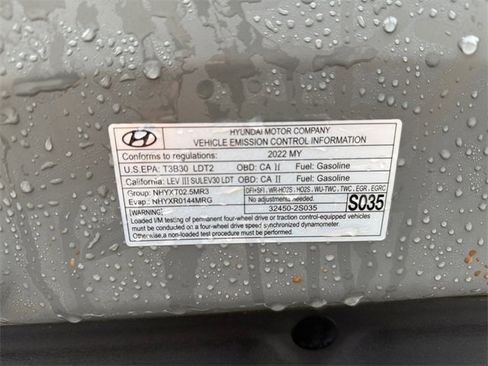 HYUNDAI MOTOR COMPANY
VEHICLE EMISSION CONTROL INFORMATION
Conforms to regulations: 2022 MY
U.S.EPA: T3B30 LDT2 OBD: CA II Fuel: Gasoline
California: LEV III SULEV30 LDT OBD: CA II Fuel: Gasoline
Group: NHYXT02.5MR3 DFI+SFI, WR-HO2S, HO2S, WU-TWC, TWC, EGR, EGRC
Evap.: NHYXR0144MRG No adjustments needed.
[WARNING] 32450-2S035 S035
Loaded I/M testing of permanent four-wheel drive or traction control-equipped vehicles
must be conducted on a four-wheel drive speed synchronized dynamometer.
Otherwise,a non-loaded test procedure must be performed.